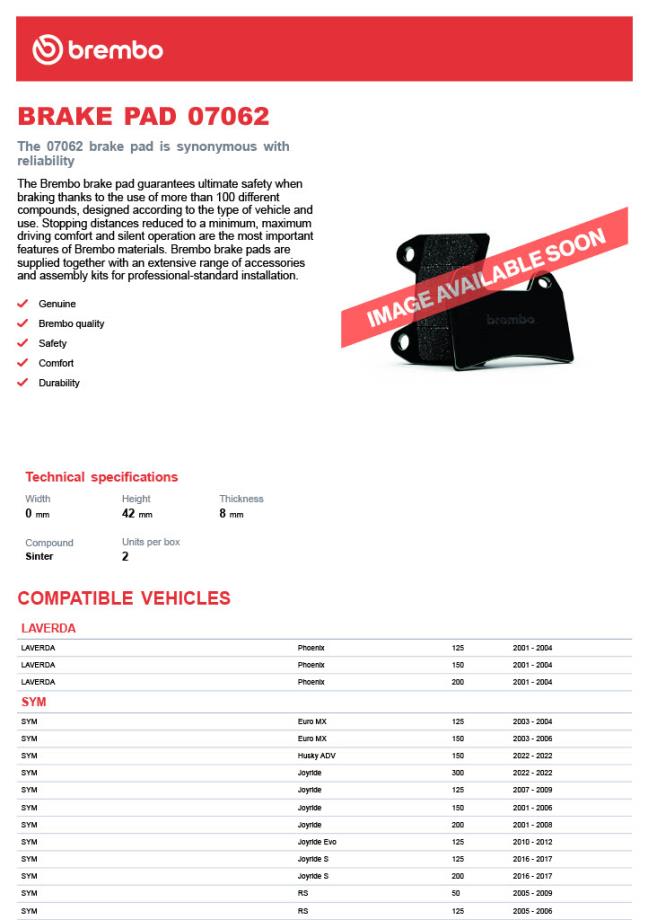 brembo
BRAKE PAD 07062
The 07062 brake pad is synonymous with
reliability
The Brembo brake pad guarantees ultimate safety when
braking thanks to the use of more than 100 different
compounds, designed according to the type of vehicle and
use. Stopping distances reduced to a minimum, maximum
driving comfort and silent operation are the most important
features of Brembo materials. Brembo brake pads are
supplied together with an extensive range of accessories
and assembly kits for professional-standard installation.
Genuine
Brembo quality
Safety
Comfort
Durability
IMAGE AVAILABLE SOON
brembo
Technical specifications
Width Height Thickness
0 mm 42 mm 8 mm
Compound Units per box
Sinter 2
COMPATIBLE VEHICLES
LAVERDA
LAVERDA Phoenix 125 2001 - 2004
LAVERDA Phoenix 150 2001 - 2004
LAVERDA Phoenix 200 2001 - 2004
SYM
SYM Euro MX 125 2003 - 2004
SYM Euro MX 150 2003 - 2006
SYM Husky ADV 150 2022 - 2022
SYM Joyride 300 2022 - 2022
SYM Joyride 125 2007 - 2009
SYM Joyride 150 2001 - 2006
SYM Joyride 200 2001 - 2008
SYM Joyride Evo 125 2010 - 2012
SYM Joyride S 125 2016 - 2017
SYM Joyride S 200 2016 - 2017
SYM RS 50 2005 - 2009
SYM RS 125 2005 - 2006